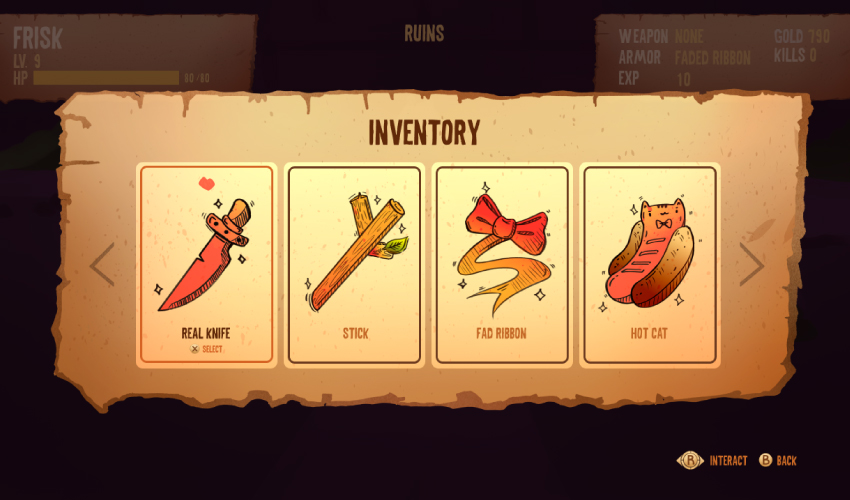 FRISK
LV. 9
HP 80/80
RUINS
WEAPON NONE
ARMOR FADED RIBBON
EXP 10
GOLD 790
KILLS 0
INVENTORY
REAL KNIFE
X SELECT
STICK
FAD RIBBON
HOT CAT
R INTERACT
B BACK